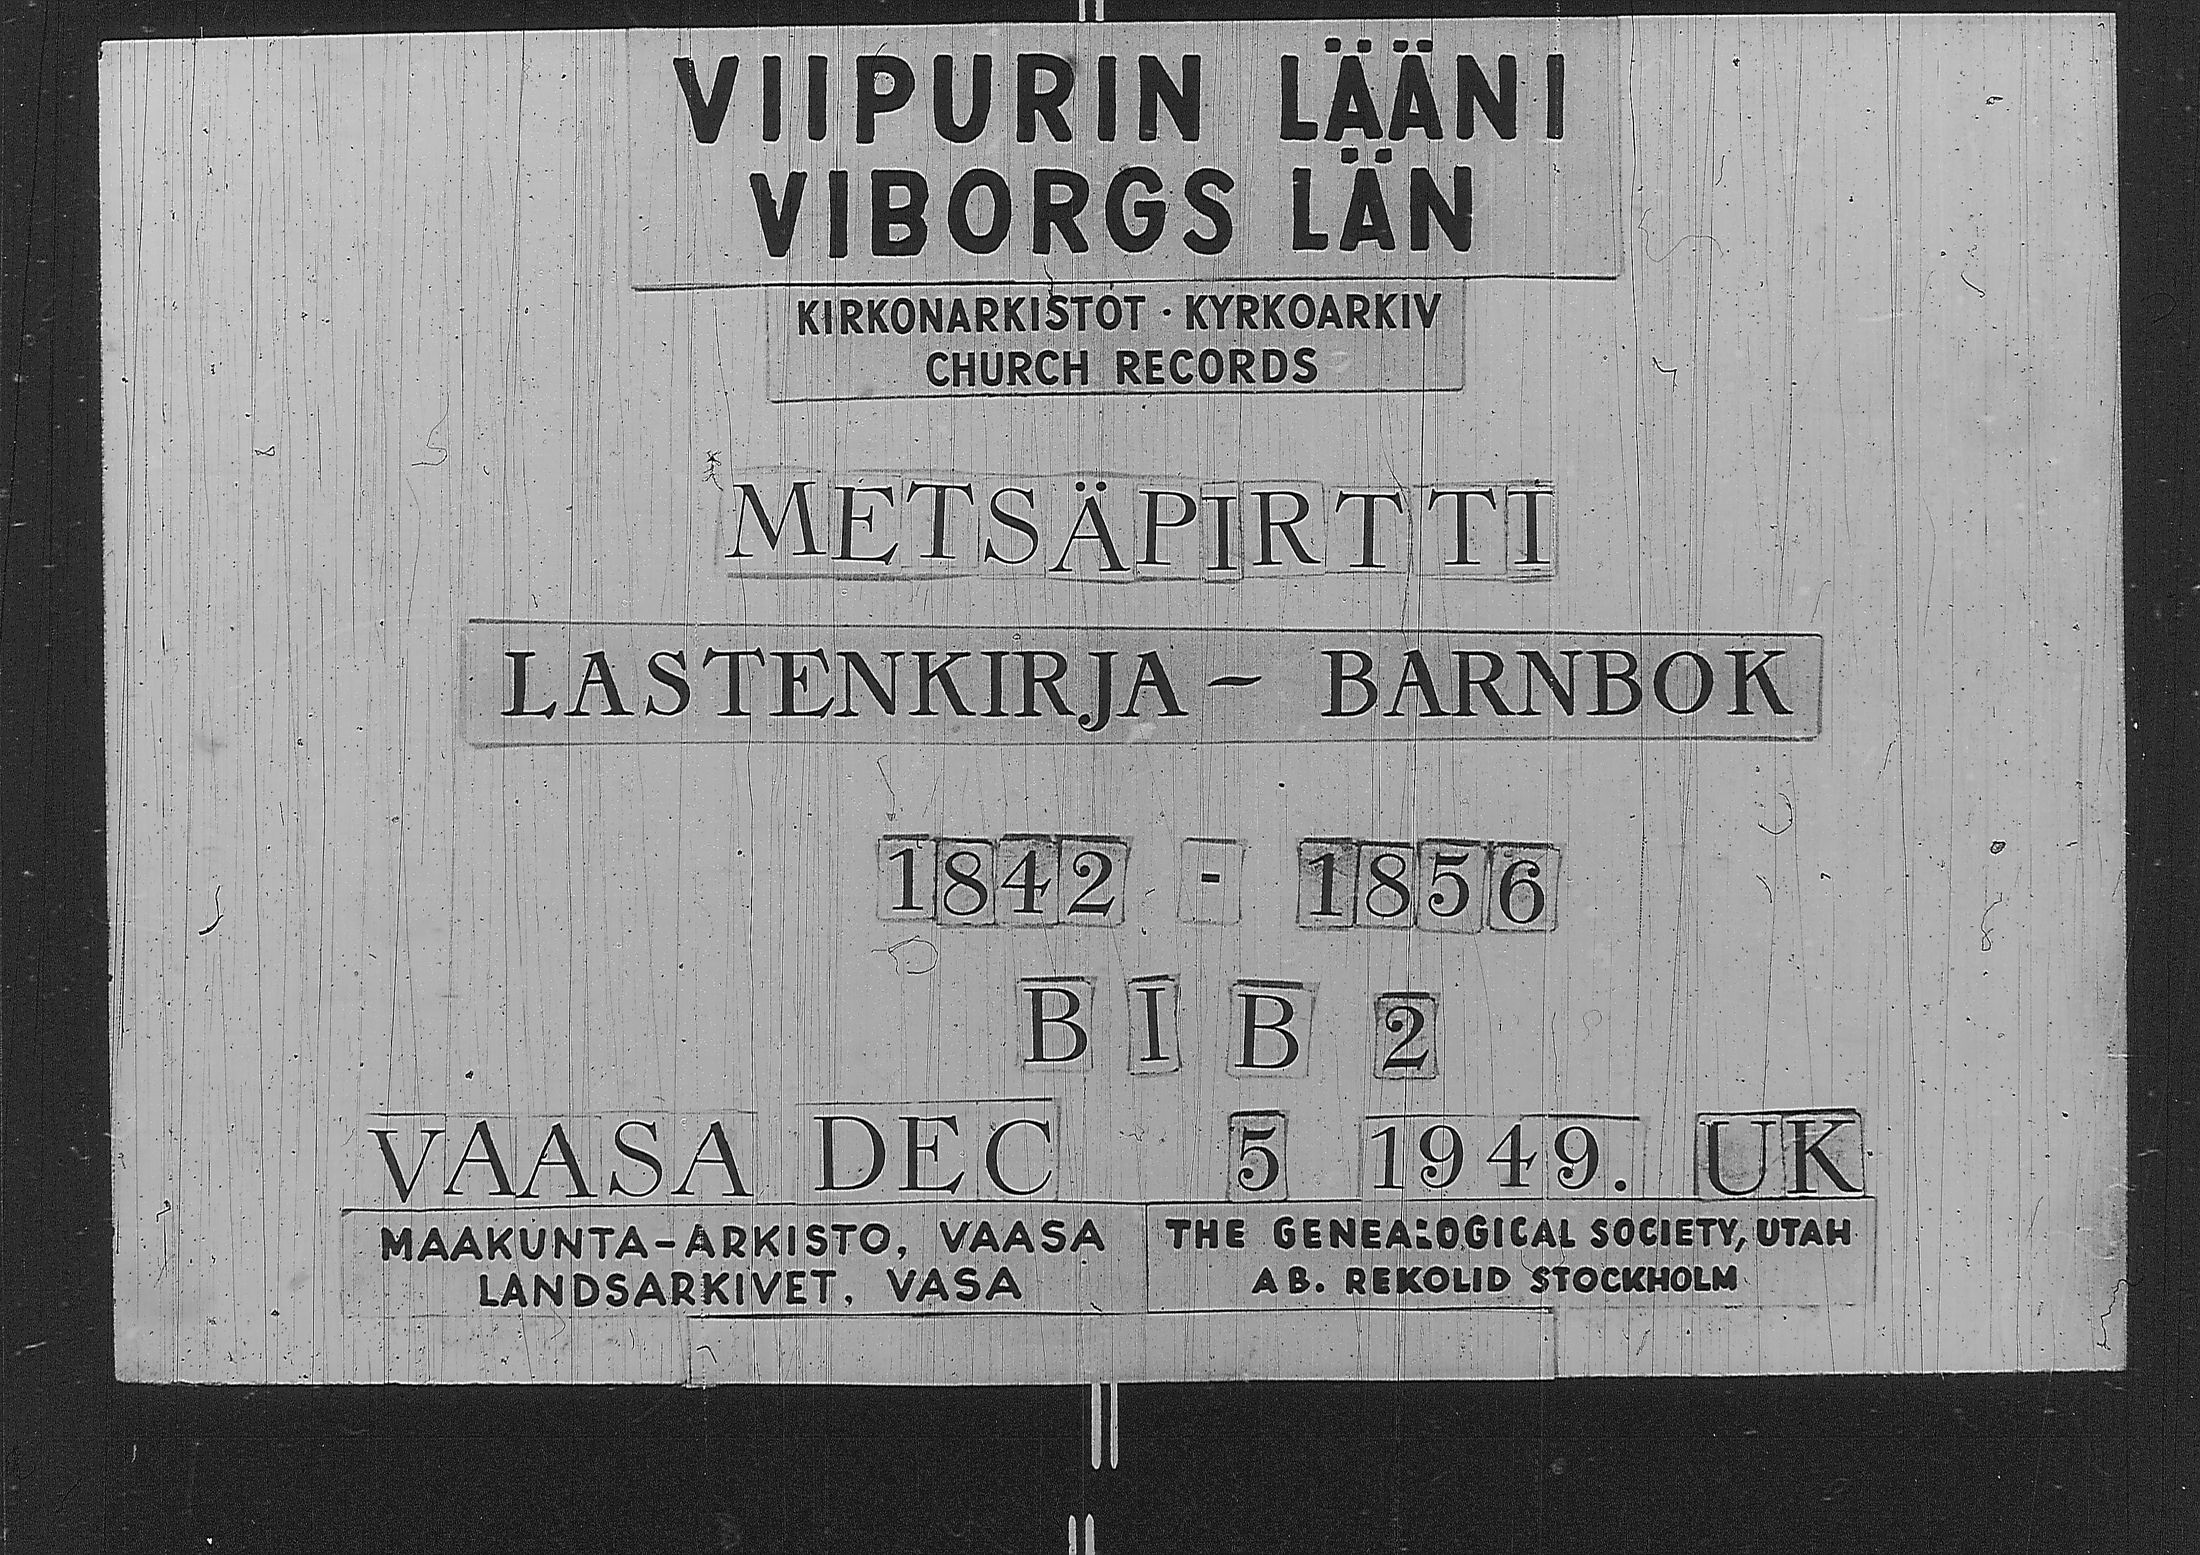 VIIPURIN LÄÄNI
VIBORGS LÄN
KIRKONARKISTOT · KYRKOARKIV
CHURCH RECORDS
METSÄPIRTTI
LASTENKIRJA - BARNBOK
1842 - 1856
B I B 2
VAASA DEC 5 1949. UK
MAAKUNTA-ARKISTO, VAASA
LANDSARKIVET, VASA
THE GENEALOGICAL SOCIETY, UTAH
AB. REKOLID STOCKHOLM